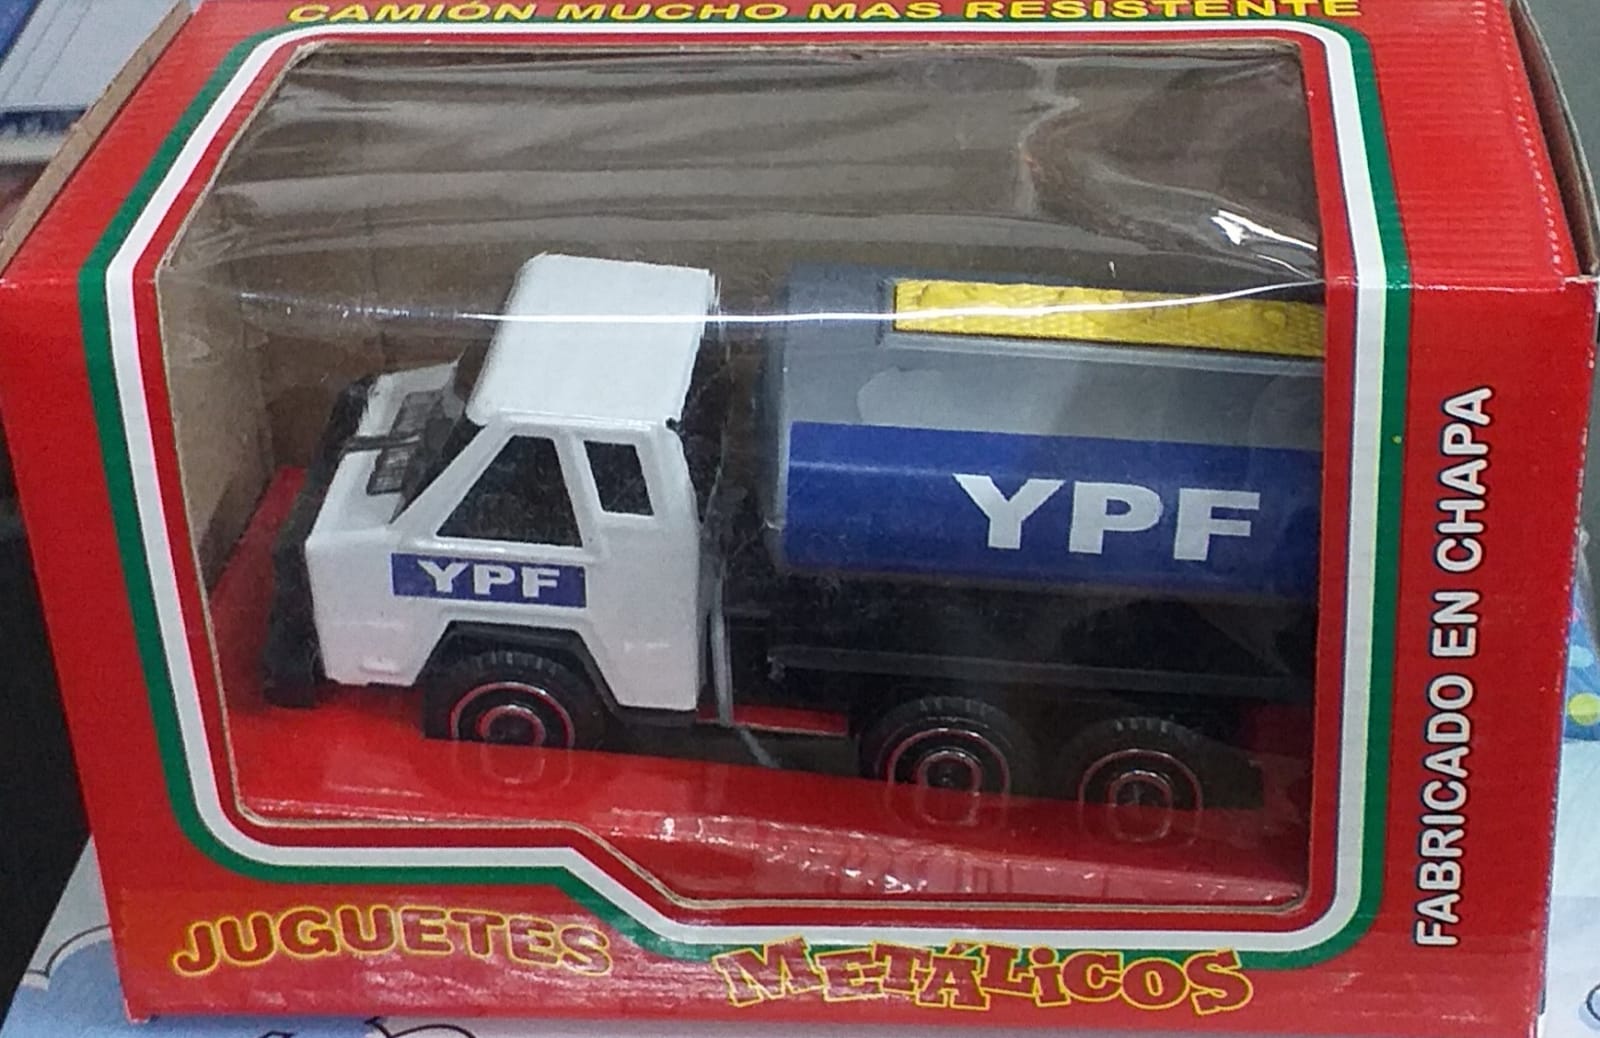 CAMIÓN MUCHO MAS RESISTENTE
YPF
YPF
FABRICADO EN CHAPA
JUGUETES METÁLiCOS